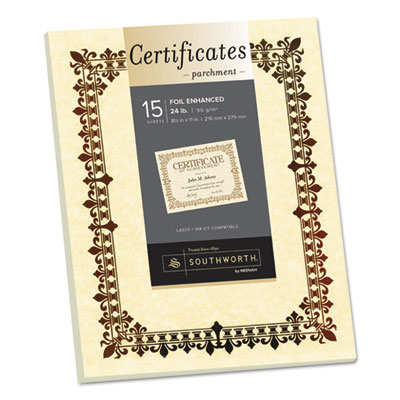 Certificates
-- parchment --
15
SHEETS
FOIL ENHANCED
24 lb. | 90 g/m²
8½ in x 11 in | 216 mm x 279 mm
CERTIFICATE
John M. Adams
LASER / INKJET COMPATIBLE
SOUTHWORTH
by NEENAH